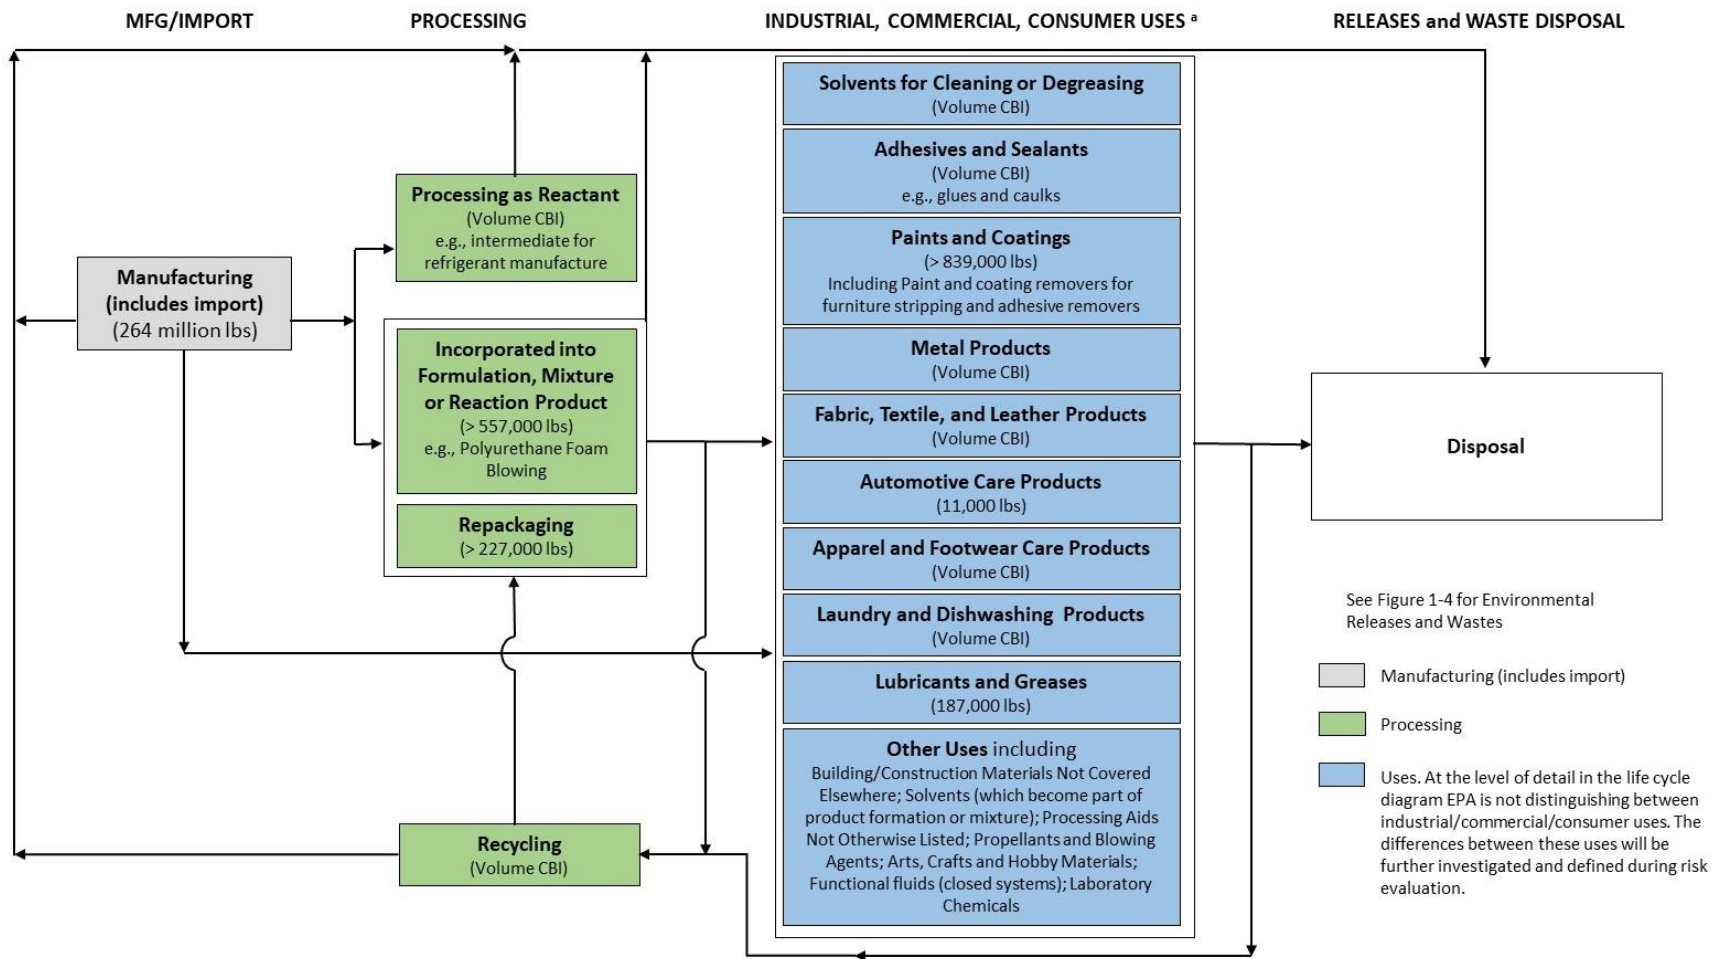 MFG/IMPORT
PROCESSING
INDUSTRIAL, COMMERCIAL, CONSUMER USES ᵃ
RELEASES and WASTE DISPOSAL
Manufacturing
(includes import)
(264 million lbs)
Processing as Reactant
(Volume CBI)
e.g., intermediate for
refrigerant manufacture
Incorporated into
Formulation, Mixture
or Reaction Product
(> 557,000 lbs)
e.g., Polyurethane Foam
Blowing
Repackaging
(> 227,000 lbs)
Recycling
(Volume CBI)
Solvents for Cleaning or Degreasing
(Volume CBI)
Adhesives and Sealants
(Volume CBI)
e.g., glues and caulks
Paints and Coatings
(> 839,000 lbs)
Including Paint and coating removers for
furniture stripping and adhesive removers
Metal Products
(Volume CBI)
Fabric, Textile, and Leather Products
(Volume CBI)
Automotive Care Products
(11,000 lbs)
Apparel and Footwear Care Products
(Volume CBI)
Laundry and Dishwashing Products
(Volume CBI)
Lubricants and Greases
(187,000 lbs)
Other Uses including
Building/Construction Materials Not Covered
Elsewhere; Solvents (which become part of
product formation or mixture); Processing Aids
Not Otherwise Listed; Propellants and Blowing
Agents; Arts, Crafts and Hobby Materials;
Functional fluids (closed systems); Laboratory
Chemicals
Disposal
See Figure 1-4 for Environmental
Releases and Wastes
Manufacturing (includes import)
Processing
Uses. At the level of detail in the life cycle
diagram EPA is not distinguishing between
industrial/commercial/consumer uses. The
differences between these uses will be
further investigated and defined during risk
evaluation.